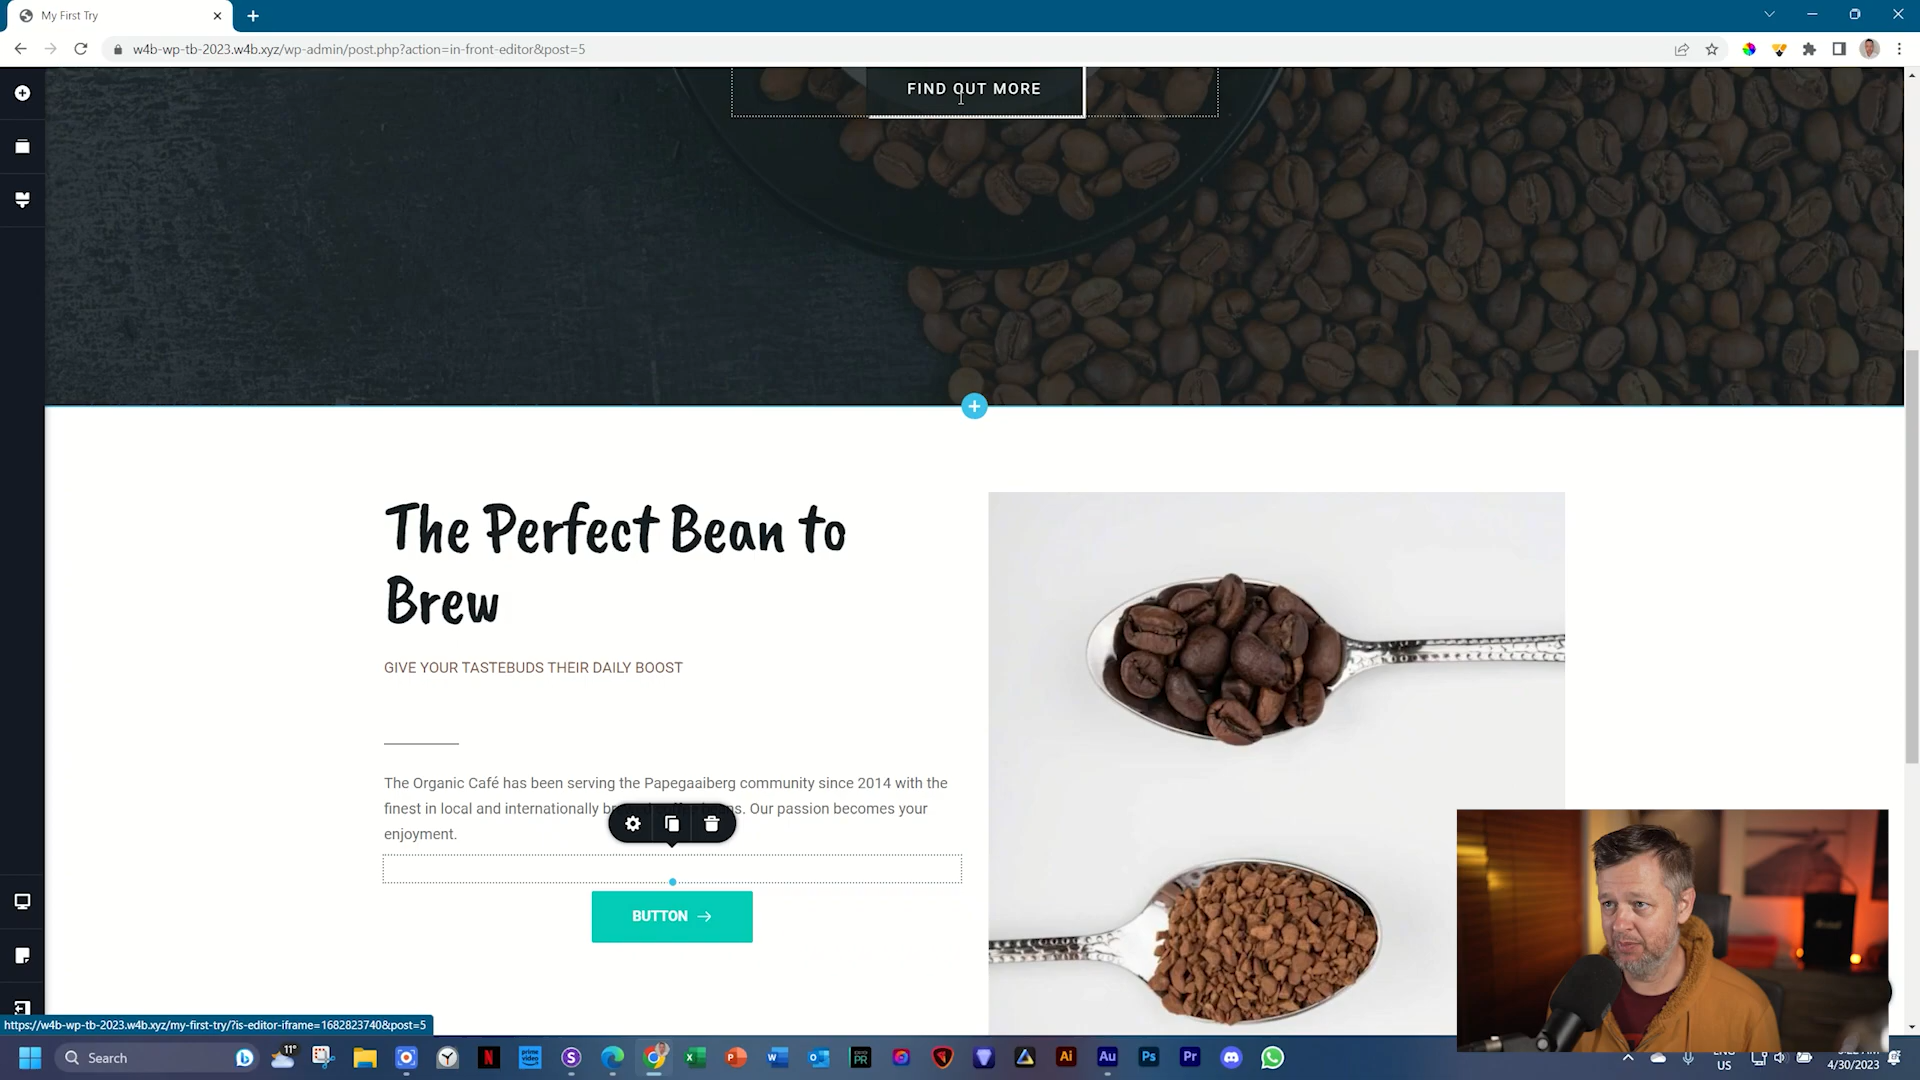 My First Try
w4b-wp-tb-2023.w4b.xyz/wp-admin/post.php?action=in-front-editor&post=5
FIND OUT MORE
The Perfect Bean to
Brew
GIVE YOUR TASTEBUDS THEIR DAILY BOOST
The Organic Café has been serving the Papegaaiberg community since 2014 with the
finest in local and internationally
Our passion becomes your
enjoyment.
BUTTON
https://w4b-wp-tb-2023.w4b.xyz/my-first-try/?is-editor-iframe=1682823740&post=5
Search
11°
US
4/30/2023